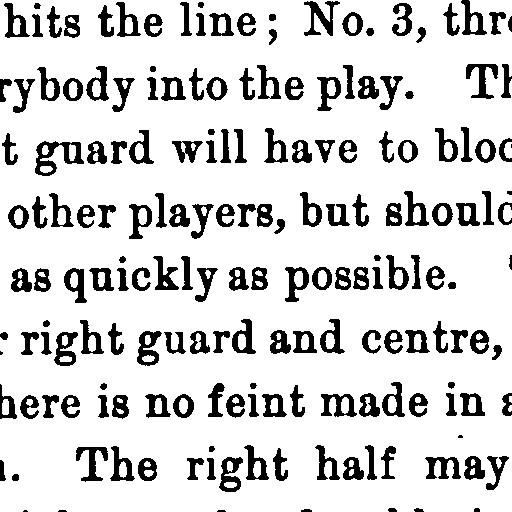 hits the line; No. 3, thr
rybody into the play. Th
t guard will have to bloc
other players, but should
as quickly as possible.
r right guard and centre,
here is no feint made in a
. The right half may